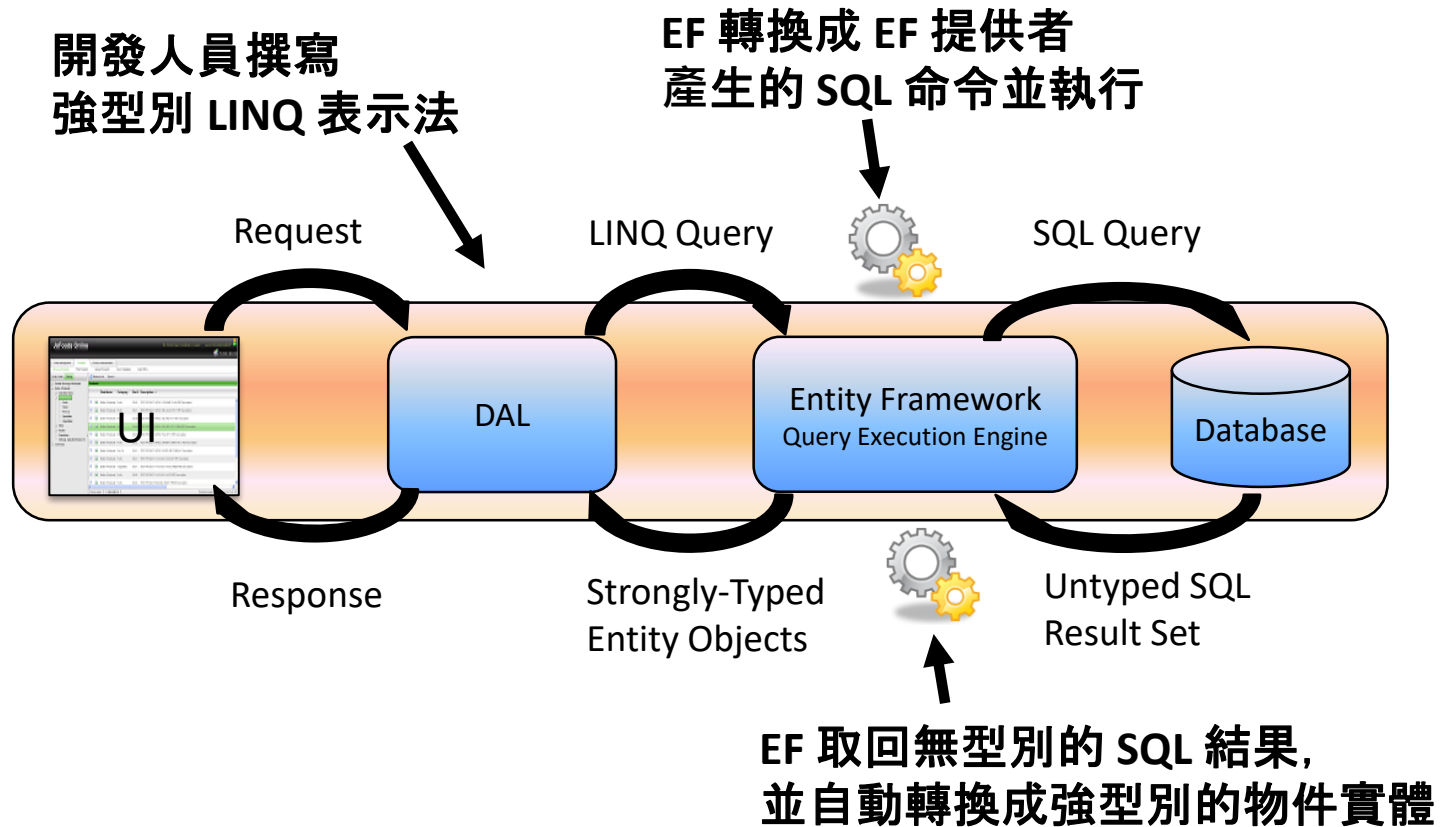 開發人員撰寫
強型別 LINQ 表示法
EF 轉換成 EF 提供者
產生的 SQL 命令並執行
Request
LINQ Query
SQL Query
UI
DAL
Entity Framework
Query Execution Engine
Database
Response
Strongly-Typed
Entity Objects
Untyped SQL
Result Set
EF 取回無型別的 SQL 結果,
並自動轉換成強型別的物件實體